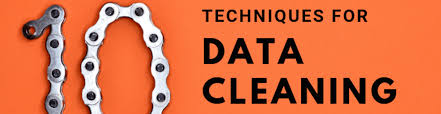 10
TECHNIQUES FOR
DATA
CLEANING